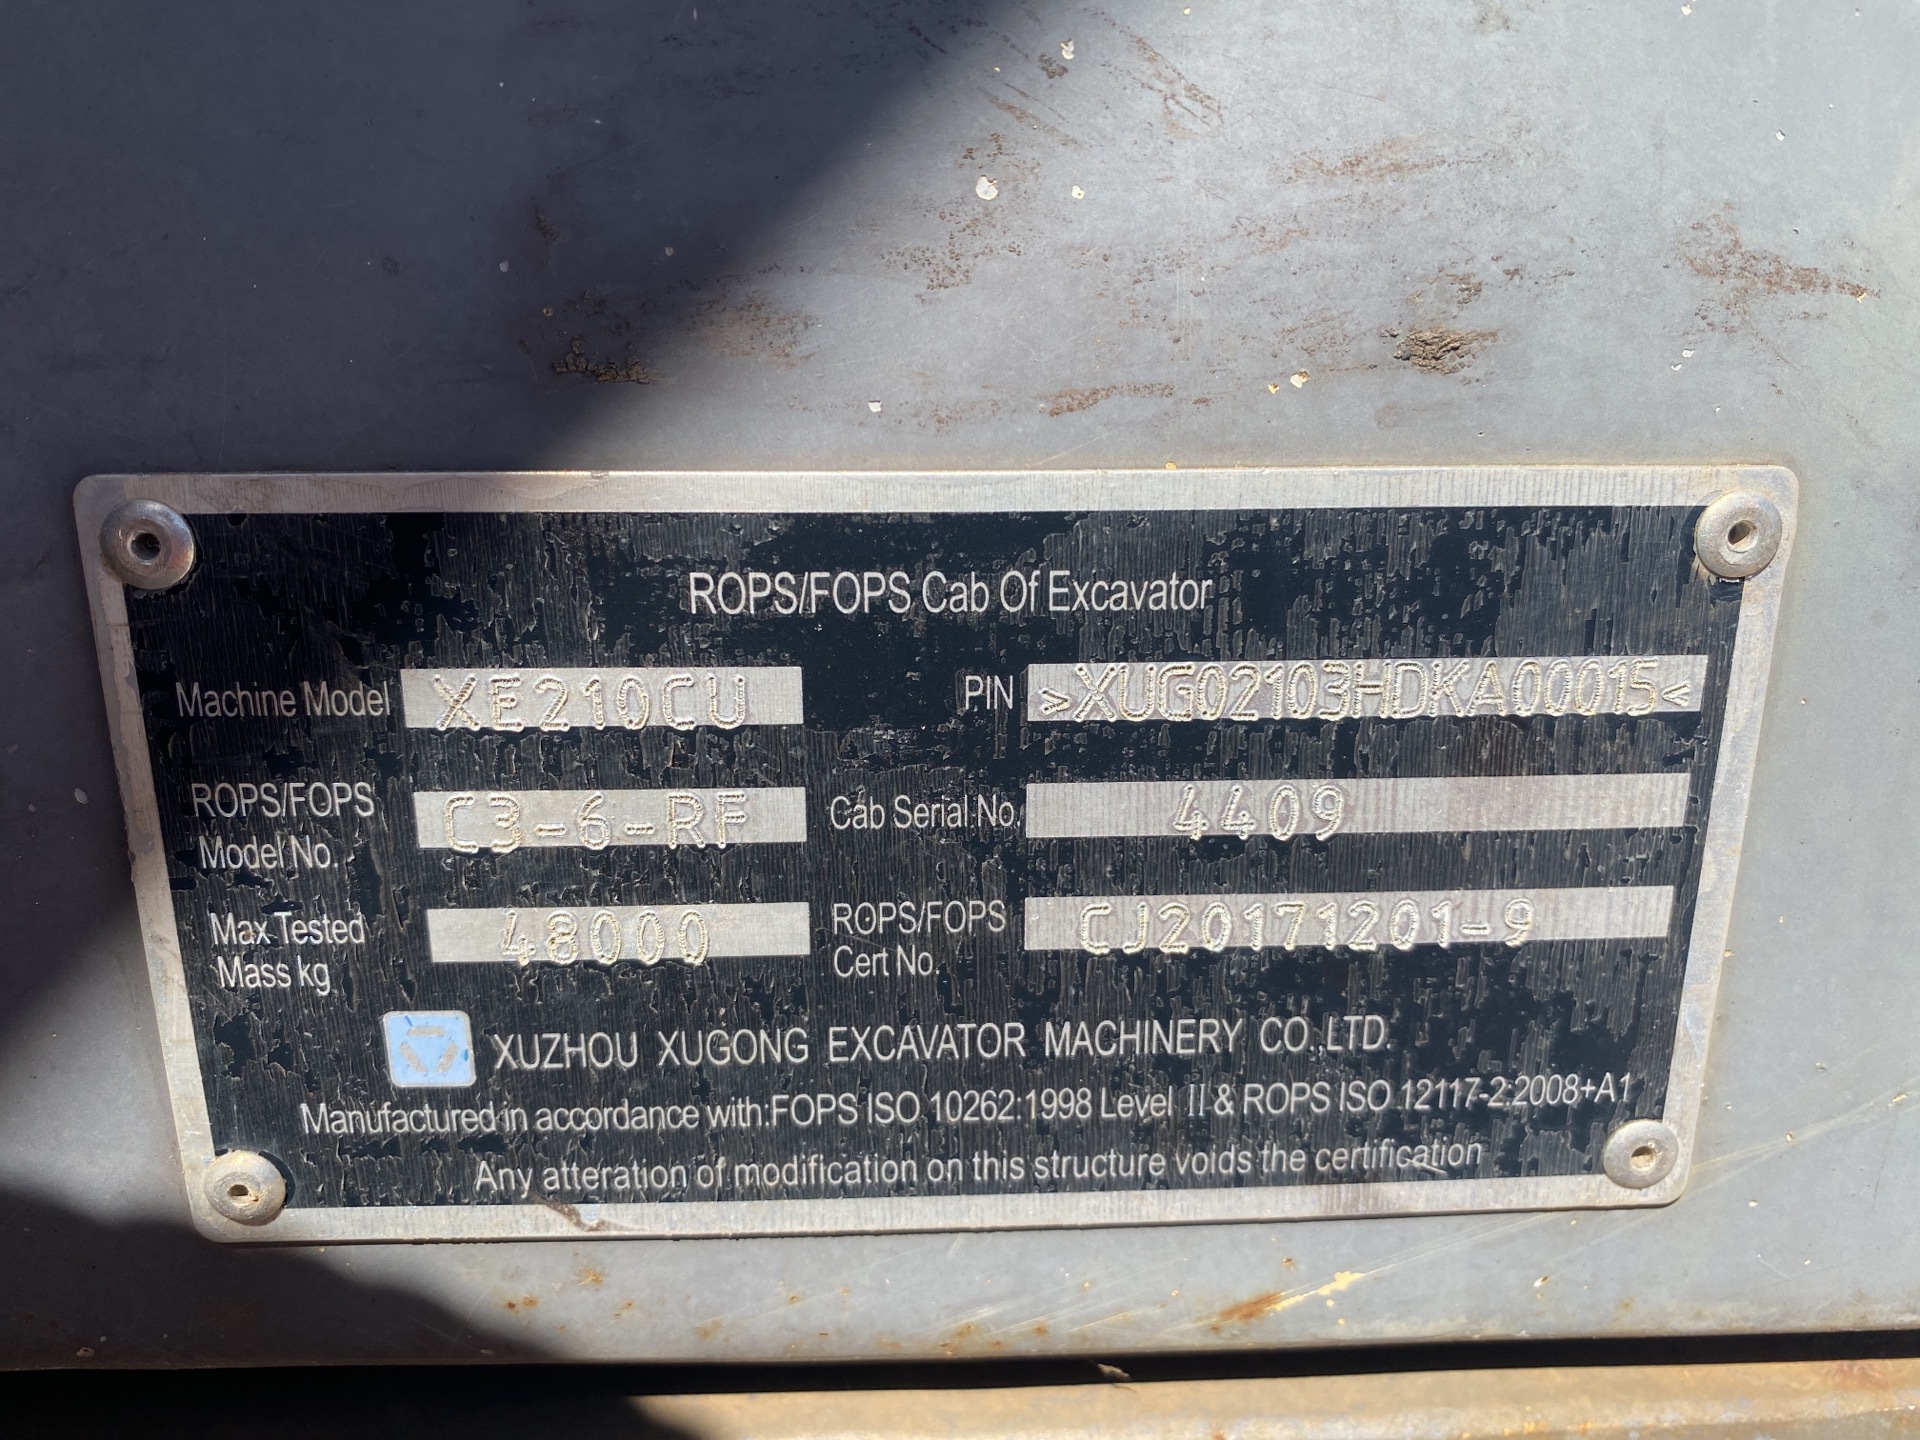 ROPS/FOPS Cab Of Excavator
Machine Model XE210CU PIN >XUG02103HDKA00015<
ROPS/FOPS Model No. C3-6-RF Cab Serial No. 4409
Max Tested Mass kg 48000 ROPS/FOPS Cert No. CJ20171201-9
XUZHOU XUGONG EXCAVATOR MACHINERY CO.,LTD.
Manufactured in accordance with:FOPS ISO 10262:1998 Level II & ROPS ISO 12117-2:2008+A1
Any atteration of modification on this structure voids the certification